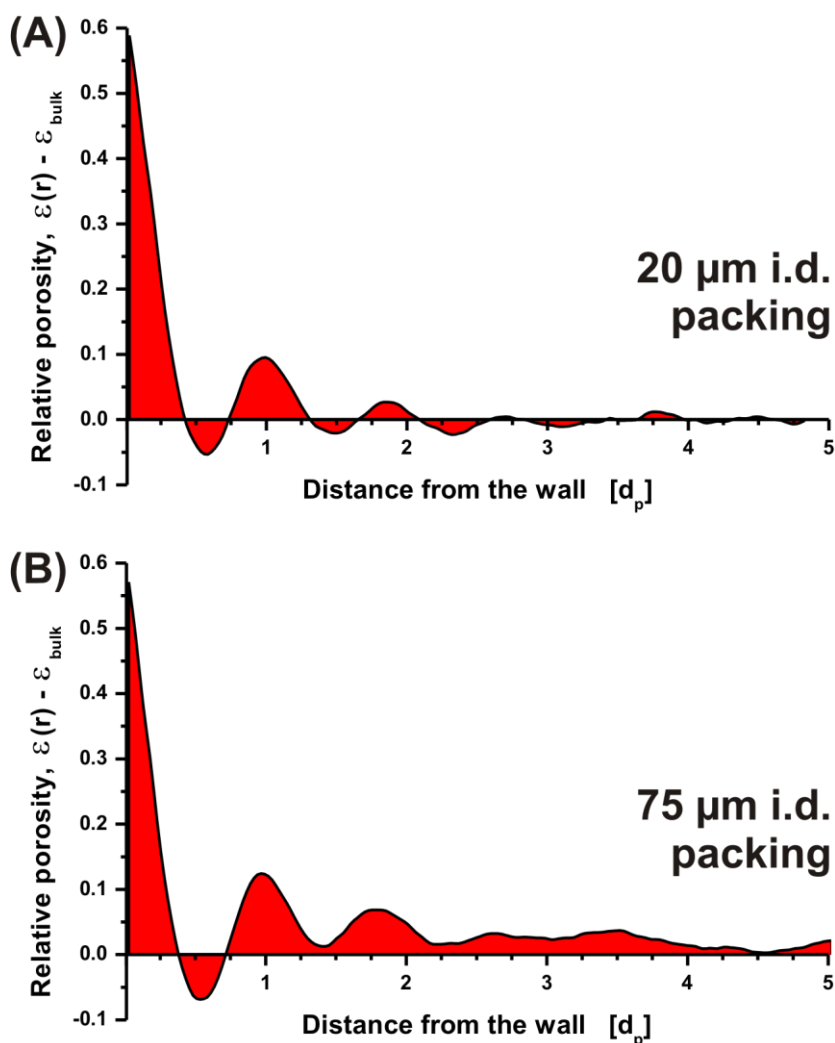 (A)
Relative porosity, ε(r) - ε_bulk
0.6
0.5
0.4
0.3
0.2
0.1
0.0
-0.1
20 µm i.d.
packing
1 2 3 4 5
Distance from the wall [d_p]
(B)
Relative porosity, ε(r) - ε_bulk
0.6
0.5
0.4
0.3
0.2
0.1
0.0
-0.1
75 µm i.d.
packing
1 2 3 4 5
Distance from the wall [d_p]